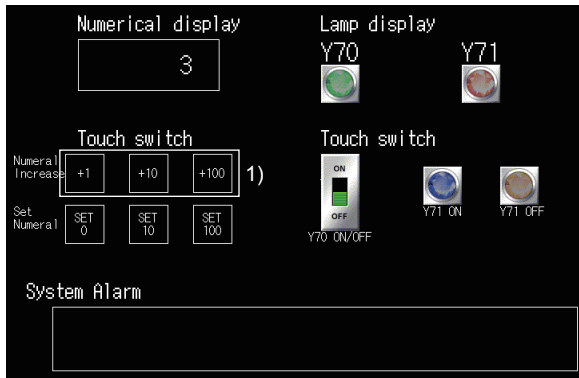 Numerical display
3
Lamp display
Y70
Y71
Touch switch
Numeral
Increase
+1
+10
+100
1)
Set
Numeral
SET
0
SET
10
SET
100
Touch switch
ON
OFF
Y70 ON/OFF
Y71 ON
Y71 OFF
System Alarm